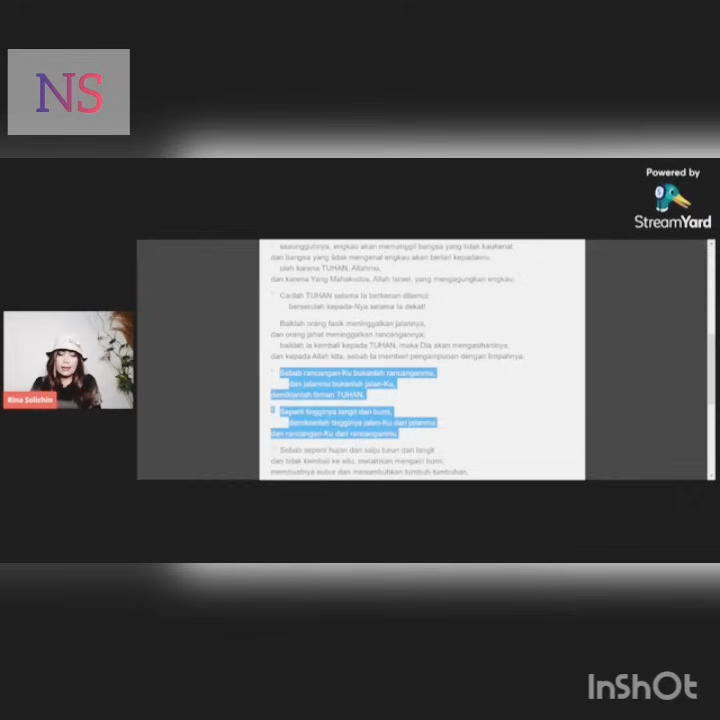 NS
Powered by
StreamYard
sesungguhnya, engkau akan memanggil bangsa yang tidak kaukenal
dan bangsa yang tidak mengenal engkau akan berlari kepadamu,
oleh karena TUHAN, Allahmu,
dan karena Yang Mahakudus, Allah Israel, yang mengagungkan engkau.
Carilah TUHAN selama Ia berkenan ditemui;
berserulah kepada-Nya selama Ia dekat!
Baiklah orang fasik meninggalkan jalannya,
dan orang jahat meninggalkan rancangannya;
baiklah ia kembali kepada TUHAN, maka Dia akan mengasihaninya,
dan kepada Allah kita, sebab Ia memberi pengampunan dengan limpahnya.
Sebab rancangan-Ku bukanlah rancanganmu,
dan jalanmu bukanlah jalan-Ku,
demikianlah firman TUHAN.
Seperti tingginya langit dari bumi,
demikianlah tingginya jalan-Ku dari jalanmu
dan rancangan-Ku dari rancanganmu.
Sebab seperti hujan dan salju turun dari langit
dan tidak kembali ke situ, melainkan mengairi bumi,
membuatnya subur dan menumbuhkan tumbuh-tumbuhan,
Rina Solichin
InShOt